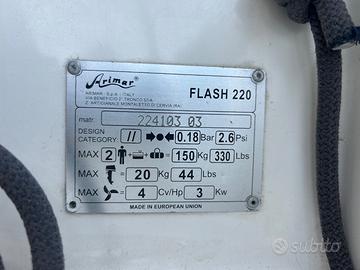 Arimar FLASH 220
ARIMAR S.p.A. - ITALY
VIA BENEFICIO 2° TRONCO 57/A
Z. ARTIGIANALE MONTALETTO DI CERVIA (RA)
matr. 224103 03
DESIGN CATEGORY // 0.18 Bar 2.6 Psi
MAX 2 + = 150 Kg 330 Lbs
MAX = 20 Kg 44 Lbs
MAX = 4 Cv/Hp 3 Kw
MADE IN EUROPEAN UNION
subito